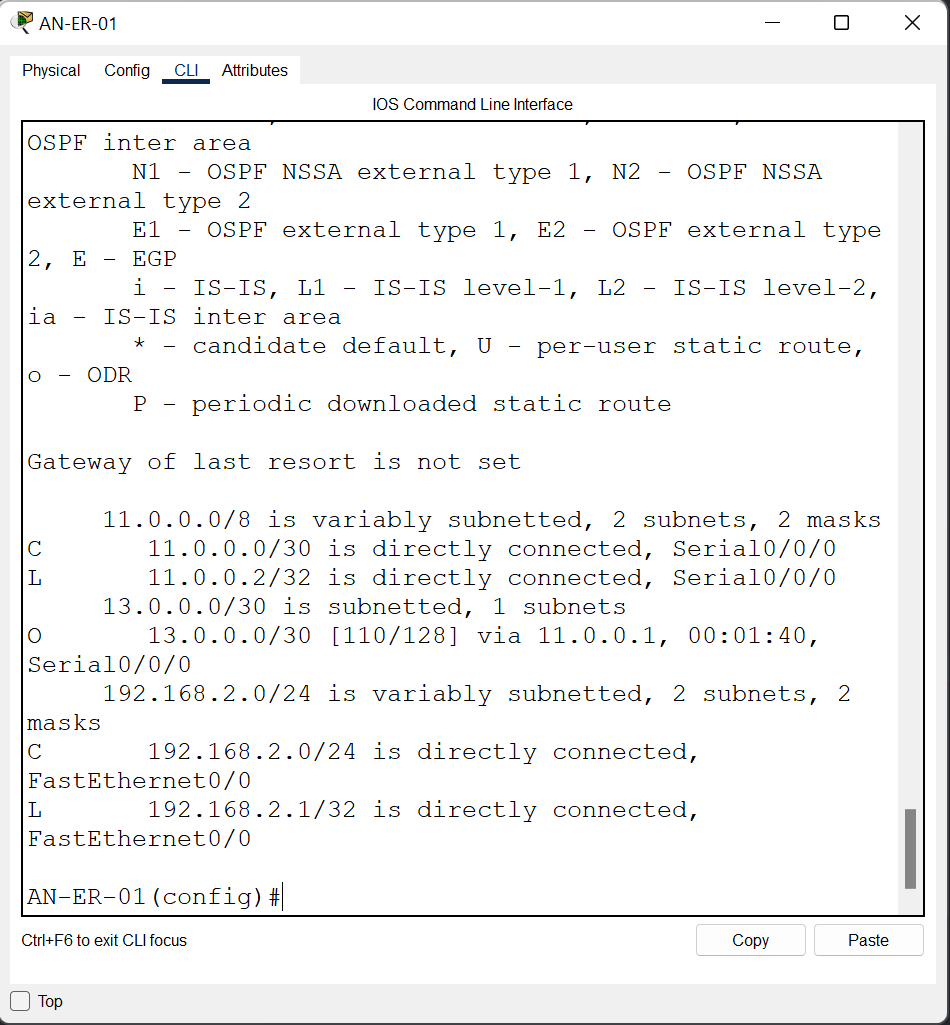 AN-ER-01
Physical Config CLI Attributes
IOS Command Line Interface
OSPF inter area
N1 - OSPF NSSA external type 1, N2 - OSPF NSSA
external type 2
E1 - OSPF external type 1, E2 - OSPF external type
2, E - EGP
i - IS-IS, L1 - IS-IS level-1, L2 - IS-IS level-2,
ia - IS-IS inter area
* - candidate default, U - per-user static route,
o - ODR
P - periodic downloaded static route
Gateway of last resort is not set
11.0.0.0/8 is variably subnetted, 2 subnets, 2 masks
C 11.0.0.0/30 is directly connected, Serial0/0/0
L 11.0.0.2/32 is directly connected, Serial0/0/0
13.0.0.0/30 is subnetted, 1 subnets
O 13.0.0.0/30 [110/128] via 11.0.0.1, 00:01:40,
Serial0/0/0
192.168.2.0/24 is variably subnetted, 2 subnets, 2
masks
C 192.168.2.0/24 is directly connected,
FastEthernet0/0
L 192.168.2.1/32 is directly connected,
FastEthernet0/0
AN-ER-01(config)#
Ctrl+F6 to exit CLI focus
Copy Paste
Top